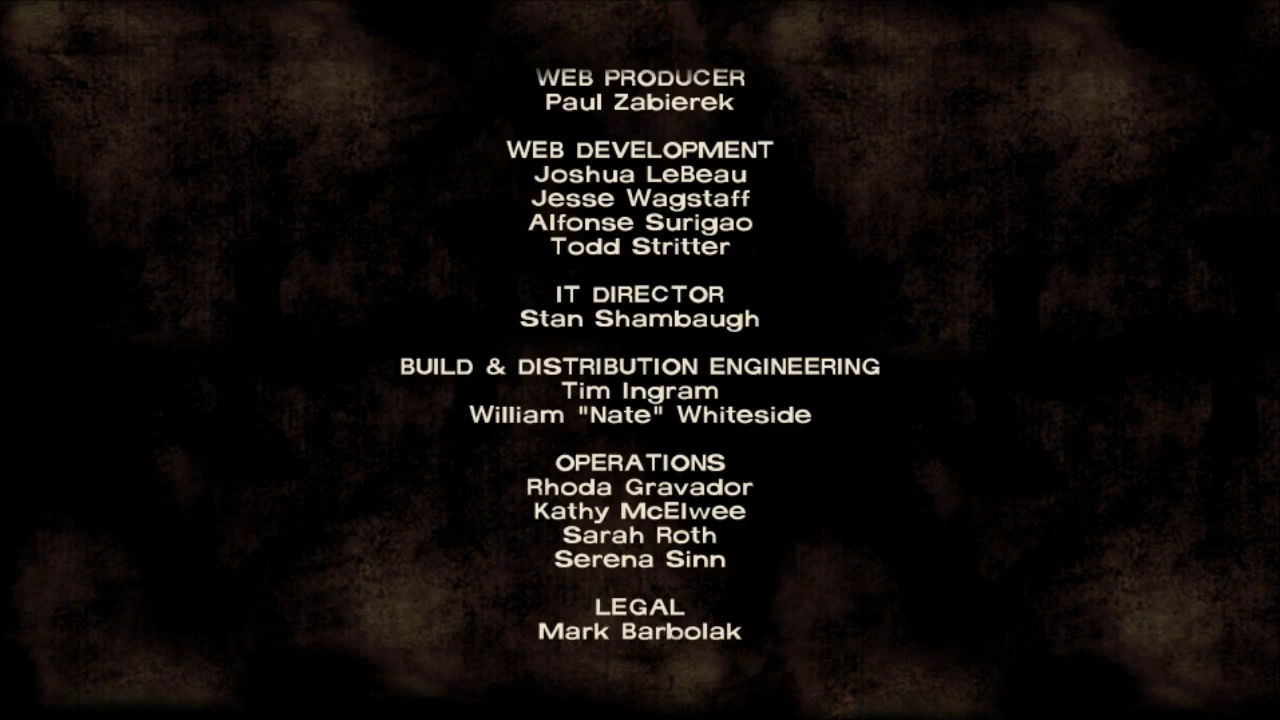 WEB PRODUCER
Paul Zabierek
WEB DEVELOPMENT
Joshua LeBeau
Jesse Wagstaff
Alfonse Surigao
Todd Stritter
IT DIRECTOR
Stan Shambaugh
BUILD & DISTRIBUTION ENGINEERING
Tim Ingram
William "Nate" Whiteside
OPERATIONS
Rhoda Gravador
Kathy McElwee
Sarah Roth
Serena Sinn
LEGAL
Mark Barbolak